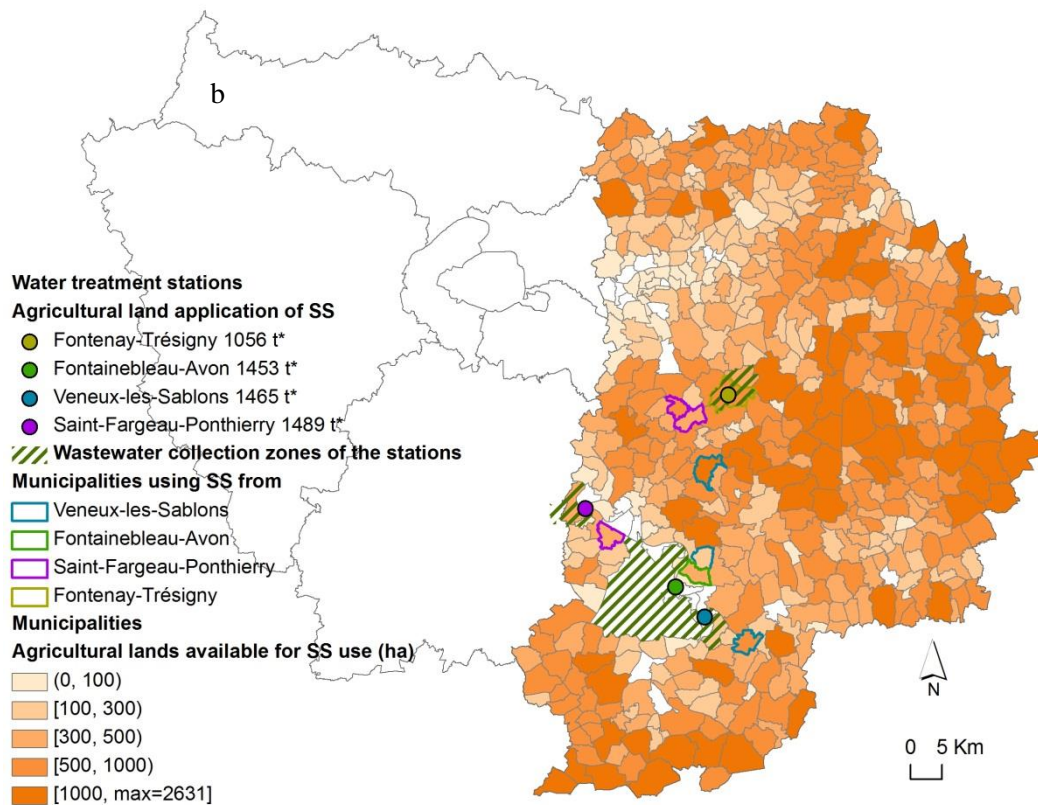 b
Water treatment stations
Agricultural land application of SS
Fontenay-Trésigny 1056 t*
Fontainebleau-Avon 1453 t*
Veneux-les-Sablons 1465 t*
Saint-Fargeau-Ponthierry 1489 t*
Wastewater collection zones of the stations
Municipalities using SS from
Veneux-les-Sablons
Fontainebleau-Avon
Saint-Fargeau-Ponthierry
Fontenay-Trésigny
Municipalities
Agricultural lands available for SS use (ha)
(0, 100)
[100, 300)
[300, 500)
[500, 1000)
[1000, max=2631]
N
0 5 Km